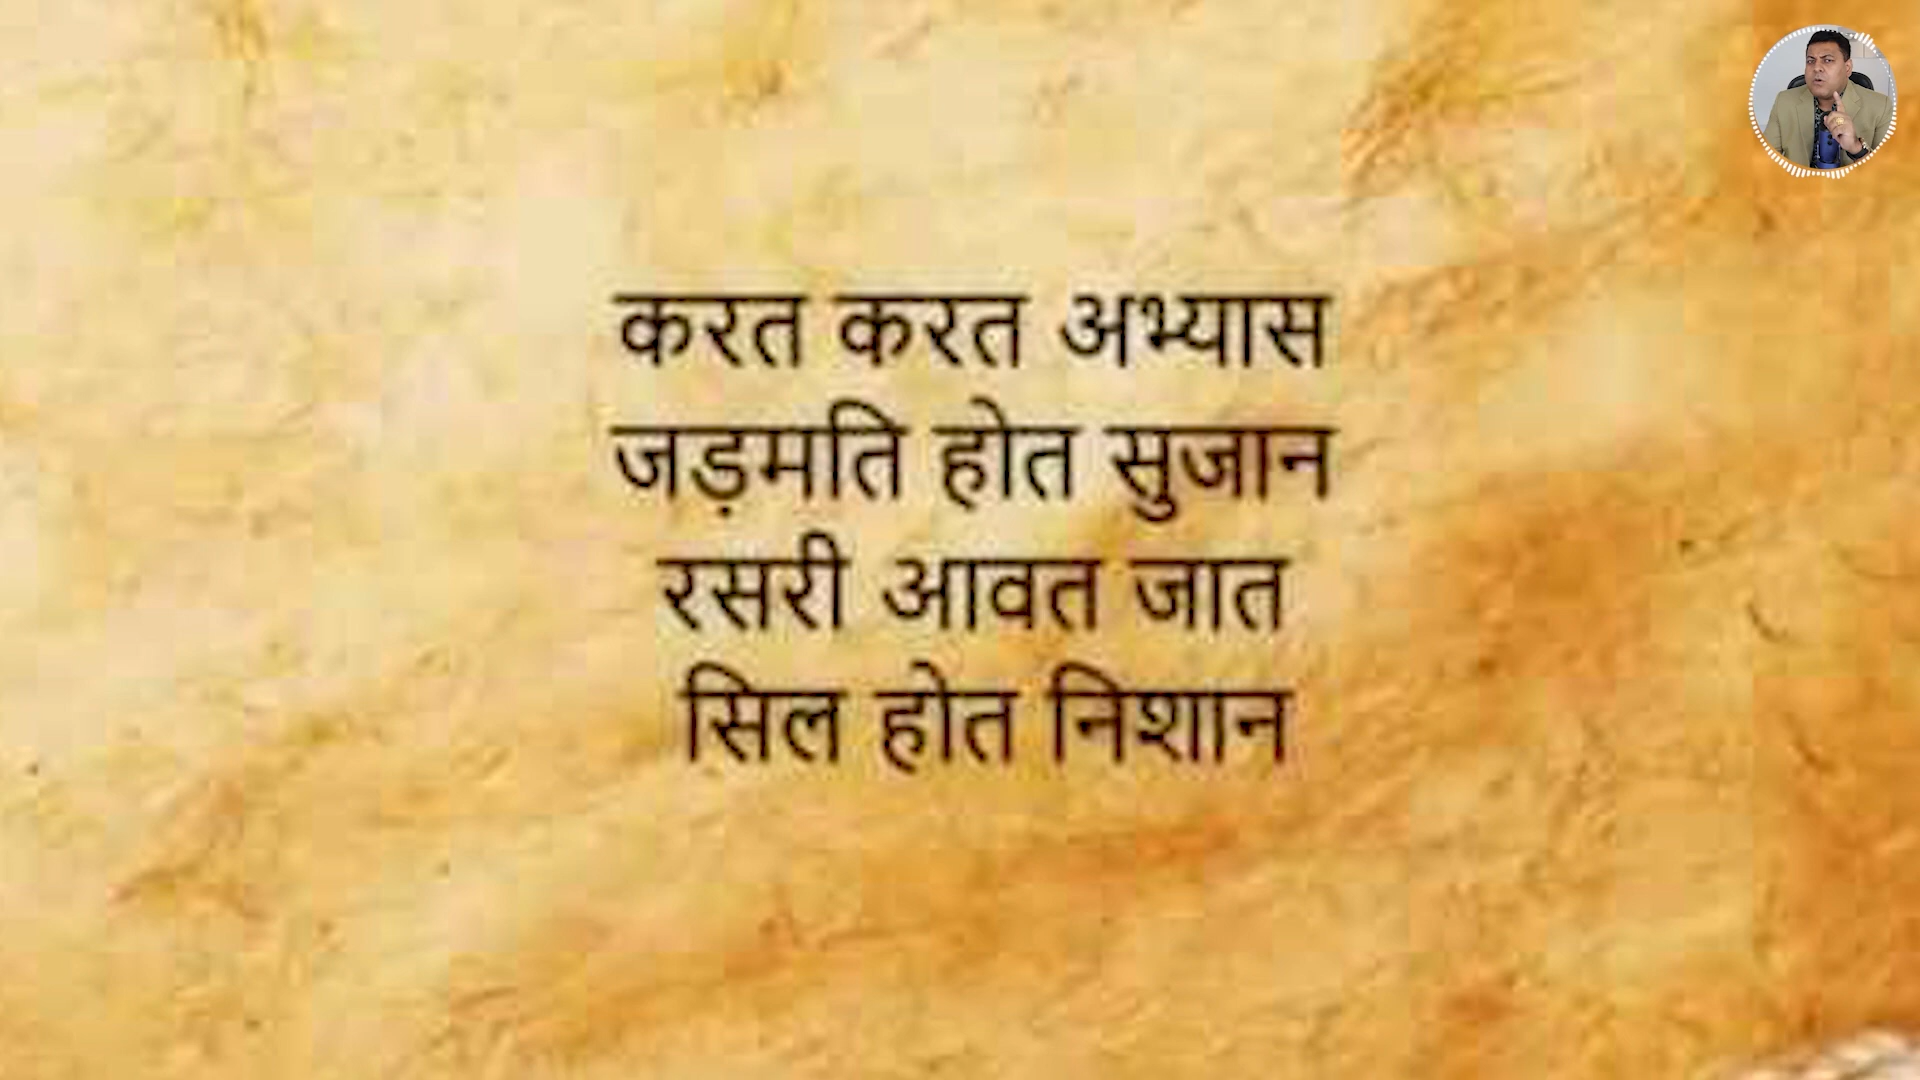 करत करत अभ्यास
जड़मति होत सुजान
रसरी आवत जात
सिल होत निशान